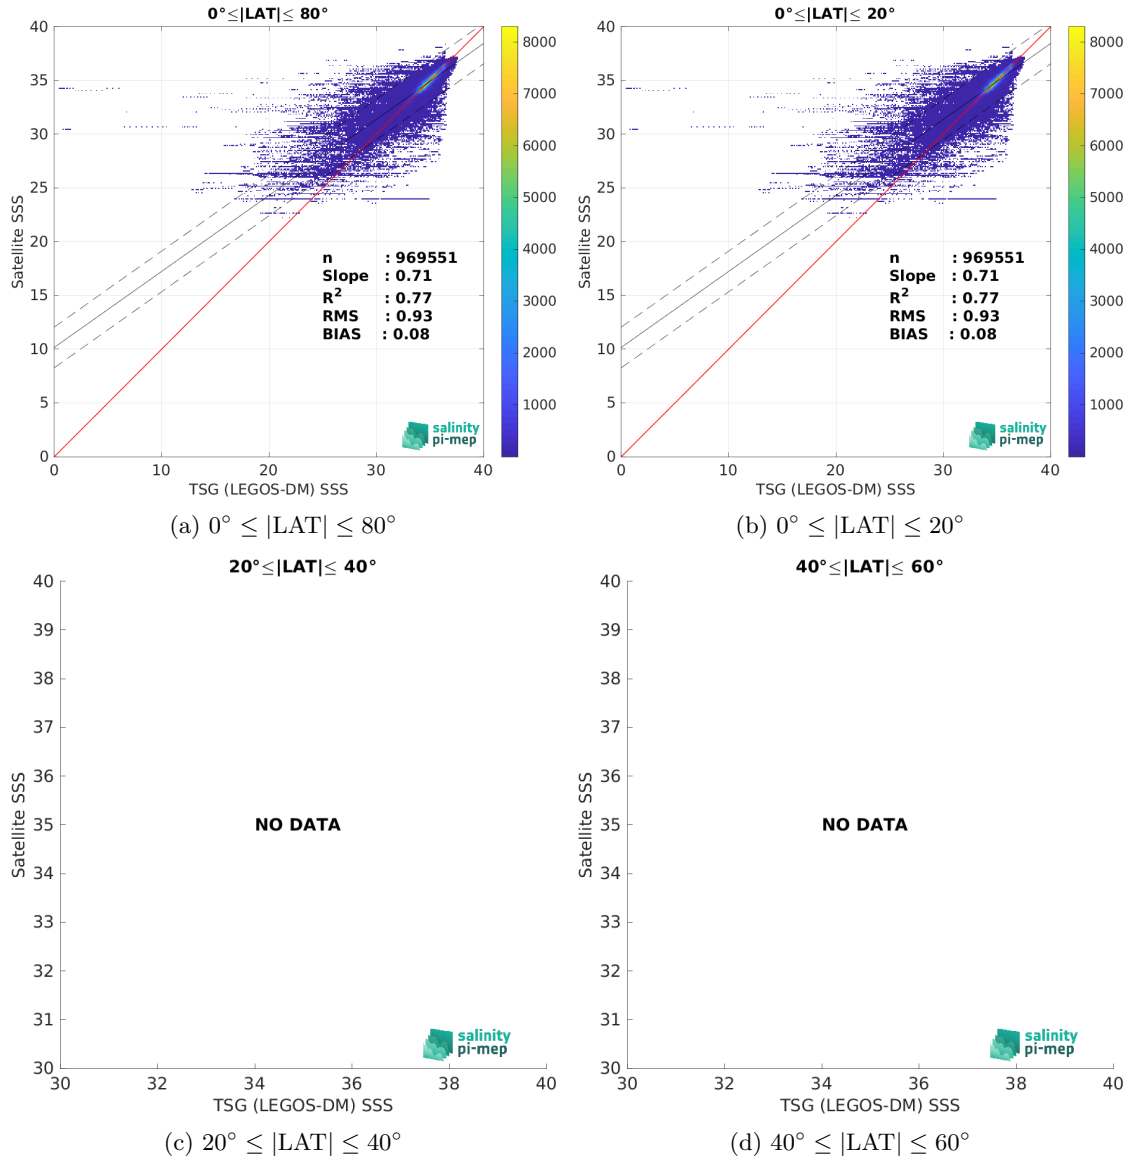 0°≤|LAT|≤ 80°
40
35
30
25
20
15
10
5
0
0
10
20
30
40
Satellite SSS
TSG (LEGOS-DM) SSS
n : 969551
Slope : 0.71
R² : 0.77
RMS : 0.93
BIAS : 0.08
salinity
pi-mep
8000
7000
6000
5000
4000
3000
2000
1000
(a) 0° ≤ |LAT| ≤ 80°
0°≤|LAT|≤ 20°
40
35
30
25
20
15
10
5
0
0
10
20
30
40
Satellite SSS
TSG (LEGOS-DM) SSS
n : 969551
Slope : 0.71
R² : 0.77
RMS : 0.93
BIAS : 0.08
salinity
pi-mep
8000
7000
6000
5000
4000
3000
2000
1000
(b) 0° ≤ |LAT| ≤ 20°
20°≤|LAT|≤ 40°
40
39
38
37
36
35
34
33
32
31
30
30
32
34
36
38
40
Satellite SSS
NO DATA
salinity
pi-mep
TSG (LEGOS-DM) SSS
(c) 20° ≤ |LAT| ≤ 40°
40°≤|LAT|≤ 60°
40
39
38
37
36
35
34
33
32
31
30
30
32
34
36
38
40
Satellite SSS
NO DATA
salinity
pi-mep
TSG (LEGOS-DM) SSS
(d) 40° ≤ |LAT| ≤ 60°